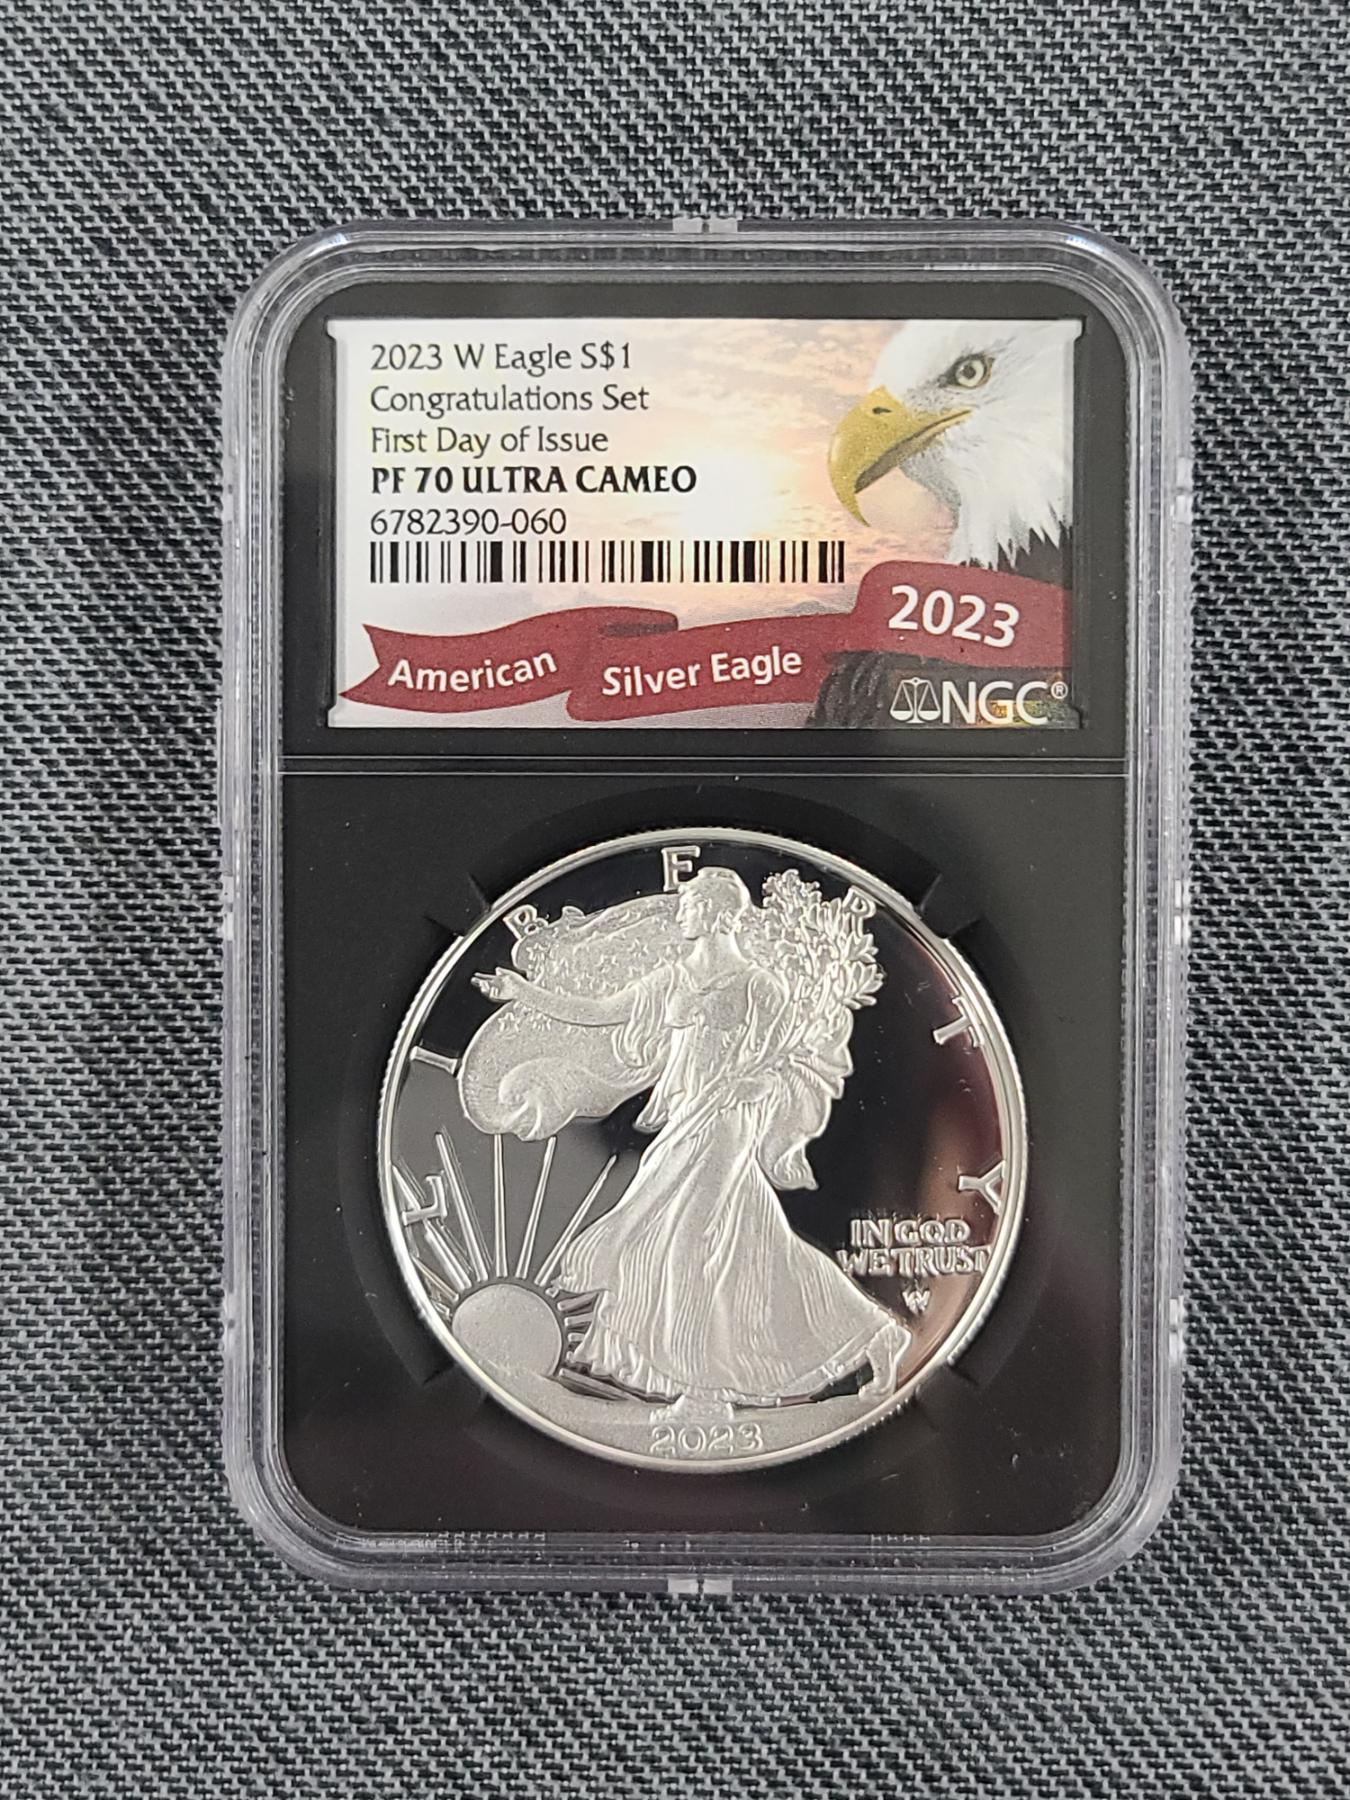 2023 W Eagle S$1
Congratulations Set
First Day of Issue
PF 70 ULTRA CAMEO
6782390-060
American Silver Eagle 2023
NGC®
LIBERTY
IN GOD
WE TRUST
W
2023